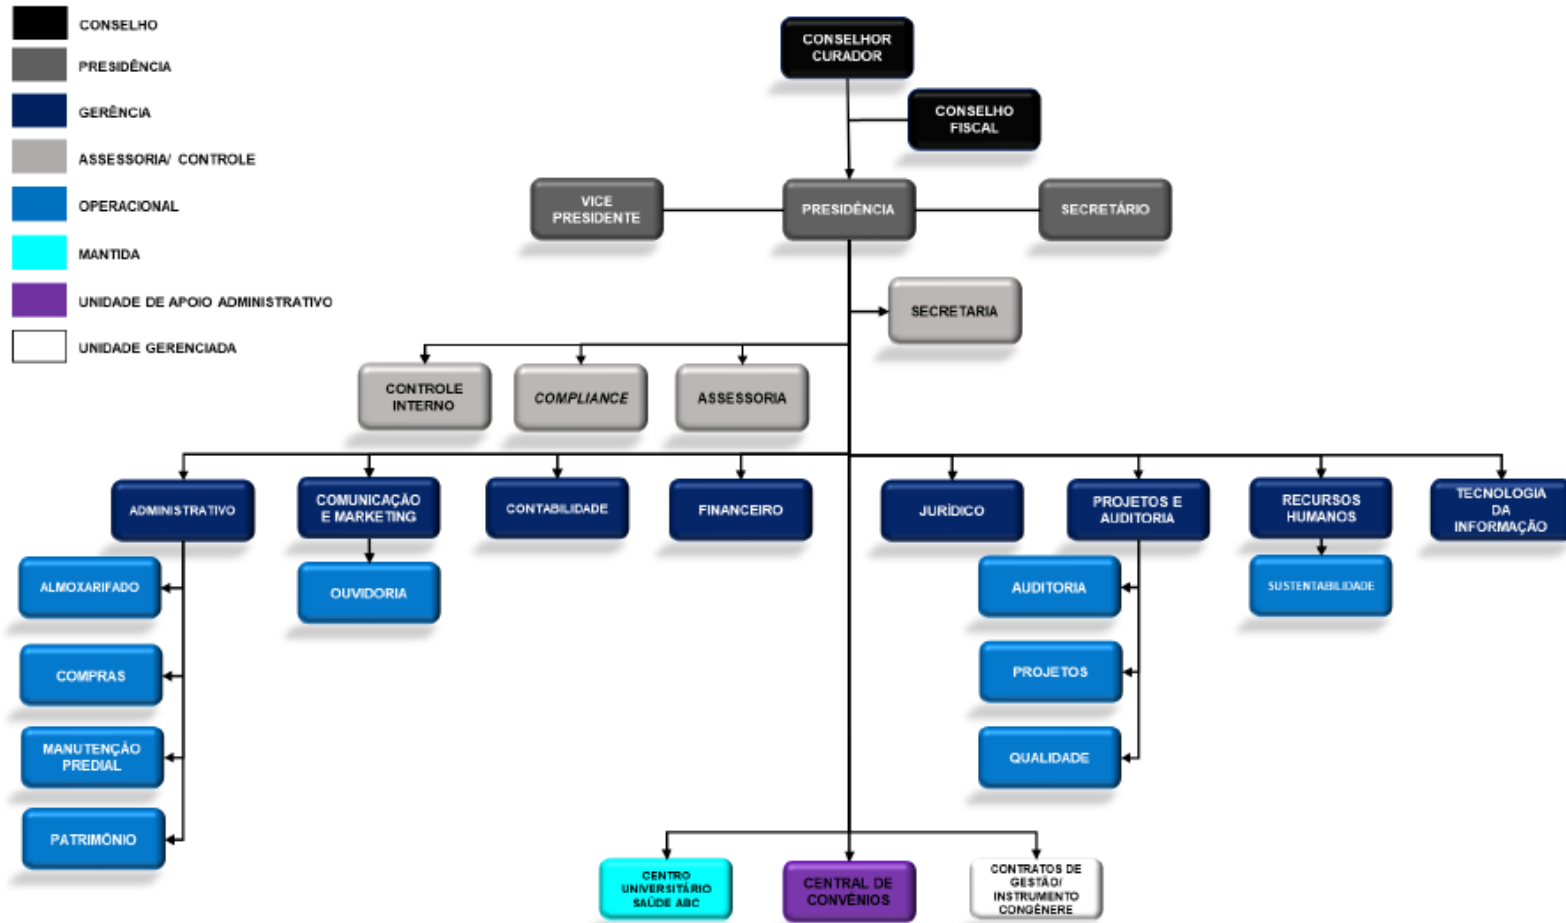 CONSELHO
PRESIDÊNCIA
GERÊNCIA
ASSESSORIA/ CONTROLE
OPERACIONAL
MANTIDA
UNIDADE DE APOIO ADMINISTRATIVO
UNIDADE GERENCIADA
CONSELHOR
CURADOR
CONSELHO
FISCAL
VICE
PRESIDENTE
PRESIDÊNCIA
SECRETÁRIO
SECRETARIA
CONTROLE
INTERNO
COMPLIANCE
ASSESSORIA
ADMINISTRATIVO
COMUNICAÇÃO
E MARKETING
CONTABILIDADE
FINANCEIRO
JURÍDICO
PROJETOS E
AUDITORIA
RECURSOS
HUMANOS
TECNOLOGIA
DA
INFORMAÇÃO
ALMOXARIFADO
COMPRAS
MANUTENÇÃO
PREDIAL
PATRIMÔNIO
OUVIDORIA
AUDITORIA
PROJETOS
QUALIDADE
SUSTENTABILIDADE
CENTRO
UNIVERSITÁRIO
SAÚDE ABC
CENTRAL DE
CONVÊNIOS
CONTRATOS DE
GESTÃO/
INSTRUMENTO
CONGÊNERE